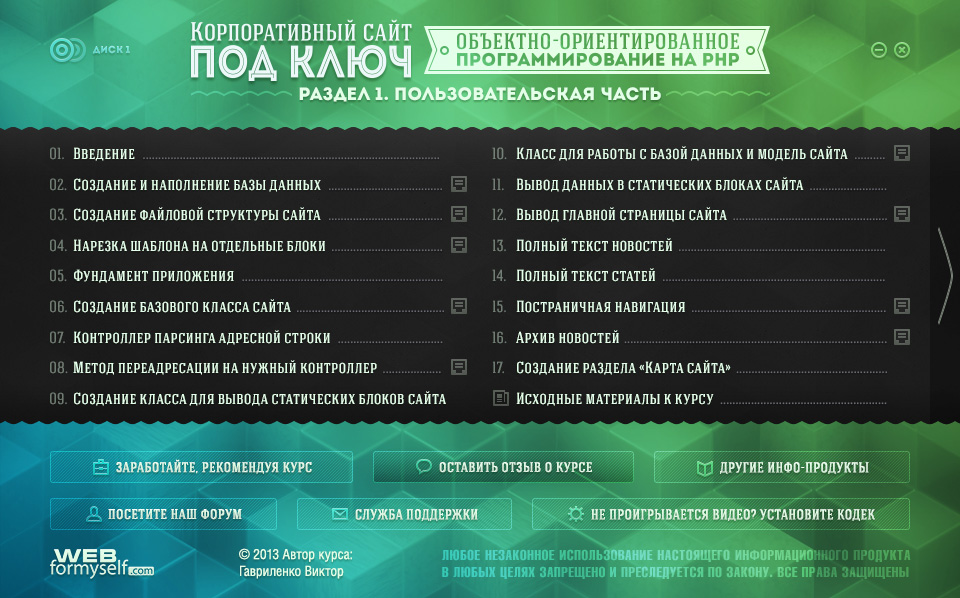 ДИСК 1
КОРПОРАТИВНЫЙ САЙТ
ПОД КЛЮЧ
ОБЪЕКТНО-ОРИЕНТИРОВАННОЕ
ПРОГРАММИРОВАНИЕ НА PHP
РАЗДЕЛ 1. ПОЛЬЗОВАТЕЛЬСКАЯ ЧАСТЬ
01. ВВЕДЕНИЕ
02. СОЗДАНИЕ И НАПОЛНЕНИЕ БАЗЫ ДАННЫХ
03. СОЗДАНИЕ ФАЙЛОВОЙ СТРУКТУРЫ САЙТА
04. НАРЕЗКА ШАБЛОНА НА ОТДЕЛЬНЫЕ БЛОКИ
05. ФУНДАМЕНТ ПРИЛОЖЕНИЯ
06. СОЗДАНИЕ БАЗОВОГО КЛАССА САЙТА
07. КОНТРОЛЛЕР ПАРСИНГА АДРЕСНОЙ СТРОКИ
08. МЕТОД ПЕРЕАДРЕСАЦИИ НА НУЖНЫЙ КОНТРОЛЛЕР
09. СОЗДАНИЕ КЛАССА ДЛЯ ВЫВОДА СТАТИЧЕСКИХ БЛОКОВ САЙТА
10. КЛАСС ДЛЯ РАБОТЫ С БАЗОЙ ДАННЫХ И МОДЕЛЬ САЙТА
11. ВЫВОД ДАННЫХ В СТАТИЧЕСКИХ БЛОКАХ САЙТА
12. ВЫВОД ГЛАВНОЙ СТРАНИЦЫ САЙТА
13. ПОЛНЫЙ ТЕКСТ НОВОСТЕЙ
14. ПОЛНЫЙ ТЕКСТ СТАТЕЙ
15. ПОСТРАНИЧНАЯ НАВИГАЦИЯ
16. АРХИВ НОВОСТЕЙ
17. СОЗДАНИЕ РАЗДЕЛА «КАРТА САЙТА»
ИСХОДНЫЕ МАТЕРИАЛЫ К КУРСУ
ЗАРАБОТАЙТЕ, РЕКОМЕНДУЯ КУРС
ОСТАВИТЬ ОТЗЫВ О КУРСЕ
ДРУГИЕ ИНФО-ПРОДУКТЫ
ПОСЕТИТЕ НАШ ФОРУМ
СЛУЖБА ПОДДЕРЖКИ
НЕ ПРОИГРЫВАЕТСЯ ВИДЕО? УСТАНОВИТЕ КОДЕК
WEB
formyself.com
© 2013 Автор курса:
Гавриленко Виктор
ЛЮБОЕ НЕЗАКОННОЕ ИСПОЛЬЗОВАНИЕ НАСТОЯЩЕГО ИНФОРМАЦИОННОГО ПРОДУКТА
В ЛЮБЫХ ЦЕЛЯХ ЗАПРЕЩЕНО И ПРЕСЛЕДУЕТСЯ ПО ЗАКОНУ. ВСЕ ПРАВА ЗАЩИЩЕНЫ